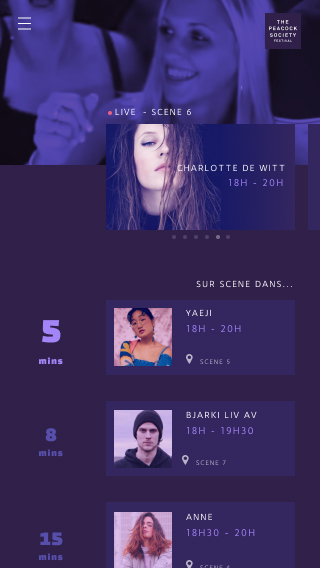 THE
PEACOCK
SOCIETY
FESTIVAL
LIVE - SCENE 6
CHARLOTTE DE WITT
18H - 20H
SUR SCENE DANS...
5
mins
YAEJI
18H - 20H
SCENE 5
8
mins
BJARKI LIV AV
18H - 19H30
SCENE 7
15
mins
ANNE
18H30 - 20H